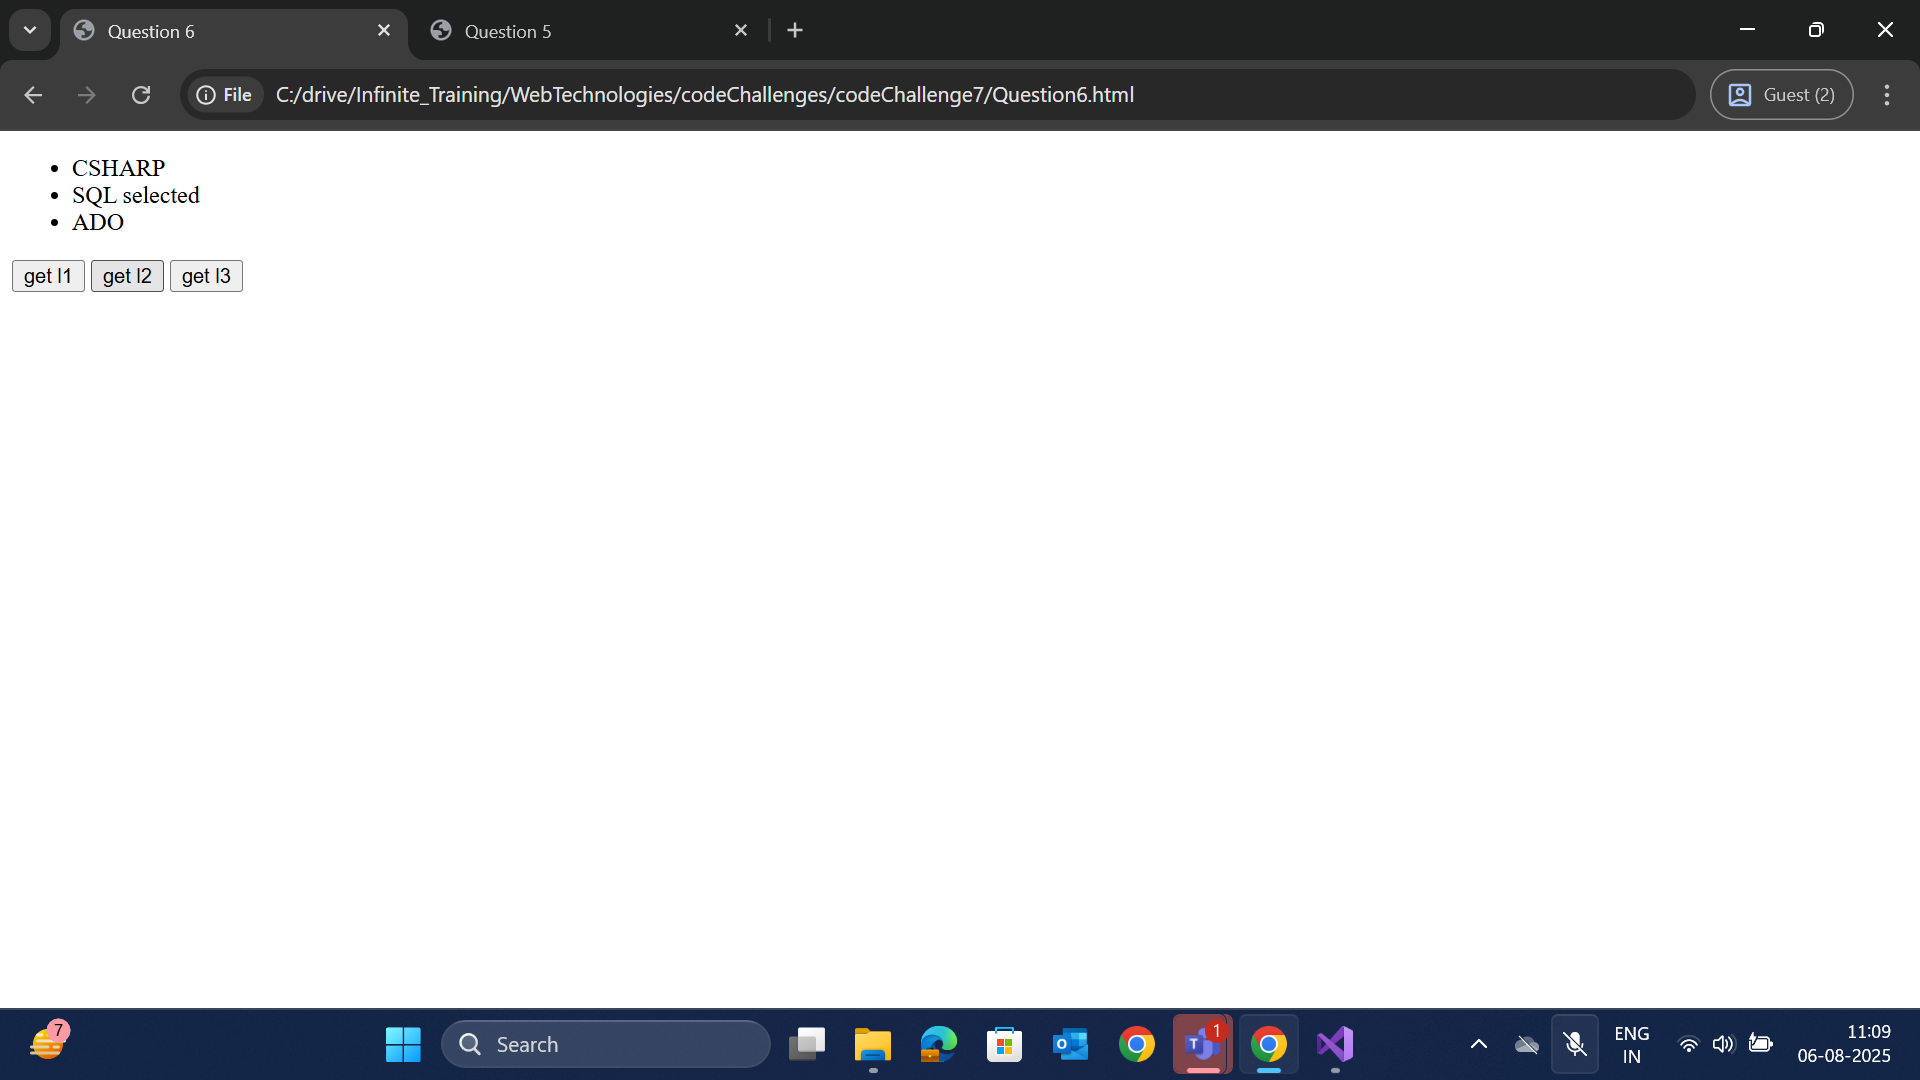 Question 6
Question 5
File
C:/drive/Infinite_Training/WebTechnologies/codeChallenges/codeChallenge7/Question6.html
Guest (2)
CSHARP
SQL selected
ADO
get l1 get l2 get l3
7
Search
1
ENG
IN
11:09
06-08-2025